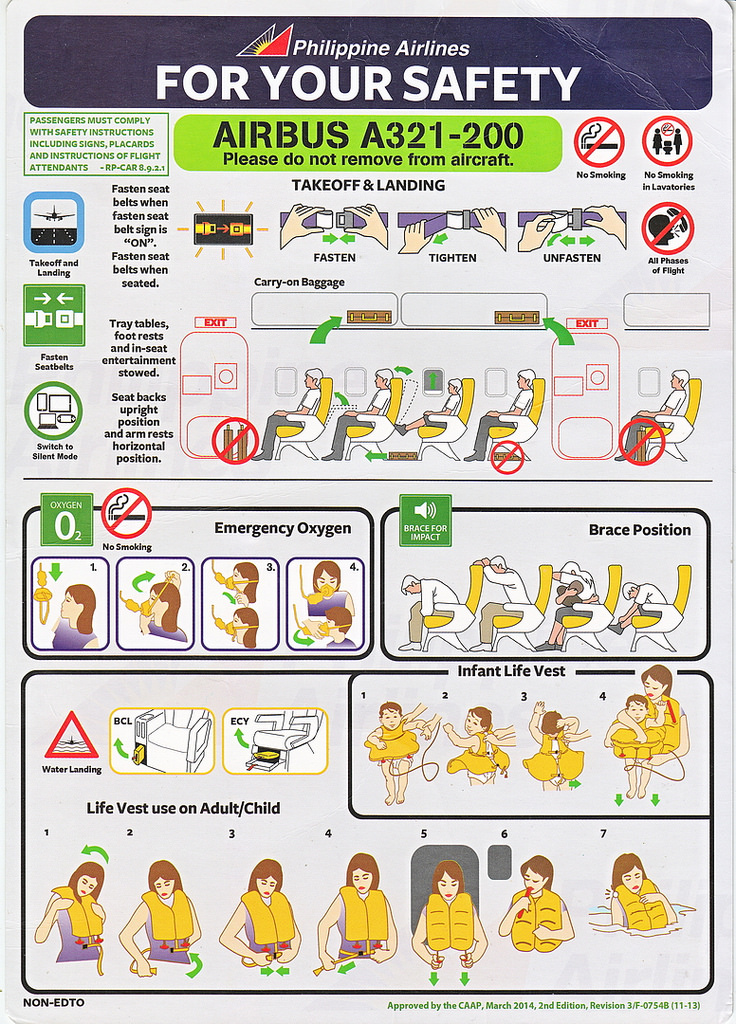 Philippine Airlines
FOR YOUR SAFETY
PASSENGERS MUST COMPLY
WITH SAFETY INSTRUCTIONS
INCLUDING SIGNS, PLACARDS
AND INSTRUCTIONS OF FLIGHT
ATTENDANTS - RP-CAR 8.9.2.1
AIRBUS A321-200
Please do not remove from aircraft.
No Smoking
No Smoking
in Lavatories
TAKEOFF & LANDING
Takeoff and
Landing
Fasten seat
belts when
fasten seat
belt sign is
“ON”.
Fasten seat
belts when
seated.
FASTEN
TIGHTEN
UNFASTEN
All Phases
of Flight
Carry-on Baggage
Fasten
Seatbelts
Tray tables,
foot rests
and in-seat
entertainment
stowed.
EXIT
EXIT
Switch to
Silent Mode
Seat backs
upright
position
and arm rests
horizontal
position.
OXYGEN
O2
No Smoking
Emergency Oxygen
1.
2.
3.
4.
BRACE FOR
IMPACT
Brace Position
Water Landing
BCL
ECY
Infant Life Vest
1
2
3
4
Life Vest use on Adult/Child
1
2
3
4
5
6
7
NON-EDTO
Approved by the CAAP, March 2014, 2nd Edition, Revision 3/F-0754B (11-13)